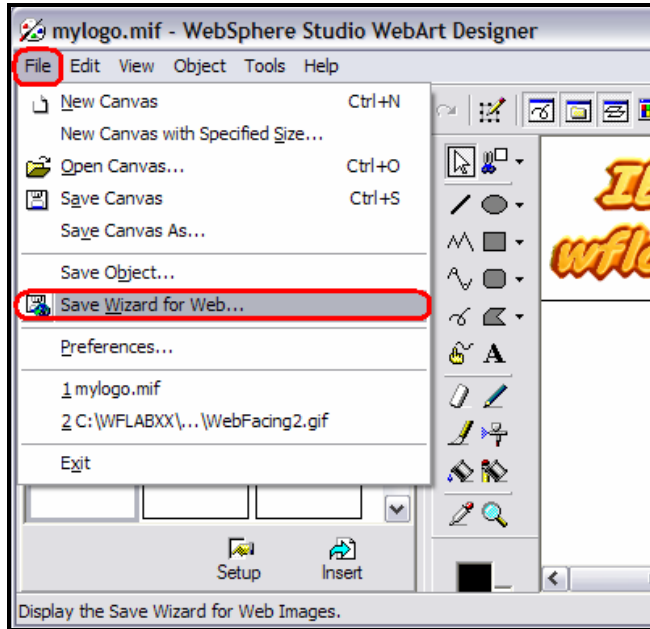 mylogo.mif - WebSphere Studio WebArt Designer
File Edit View Object Tools Help
New Canvas Ctrl+N
New Canvas with Specified Size...
Open Canvas... Ctrl+O
Save Canvas Ctrl+S
Save Canvas As...
Save Object...
Save Wizard for Web...
Preferences...
1 mylogo.mif
2 C:\WFLABXX\...\WebFacing2.gif
Exit
A
Setup Insert
Display the Save Wizard for Web Images.